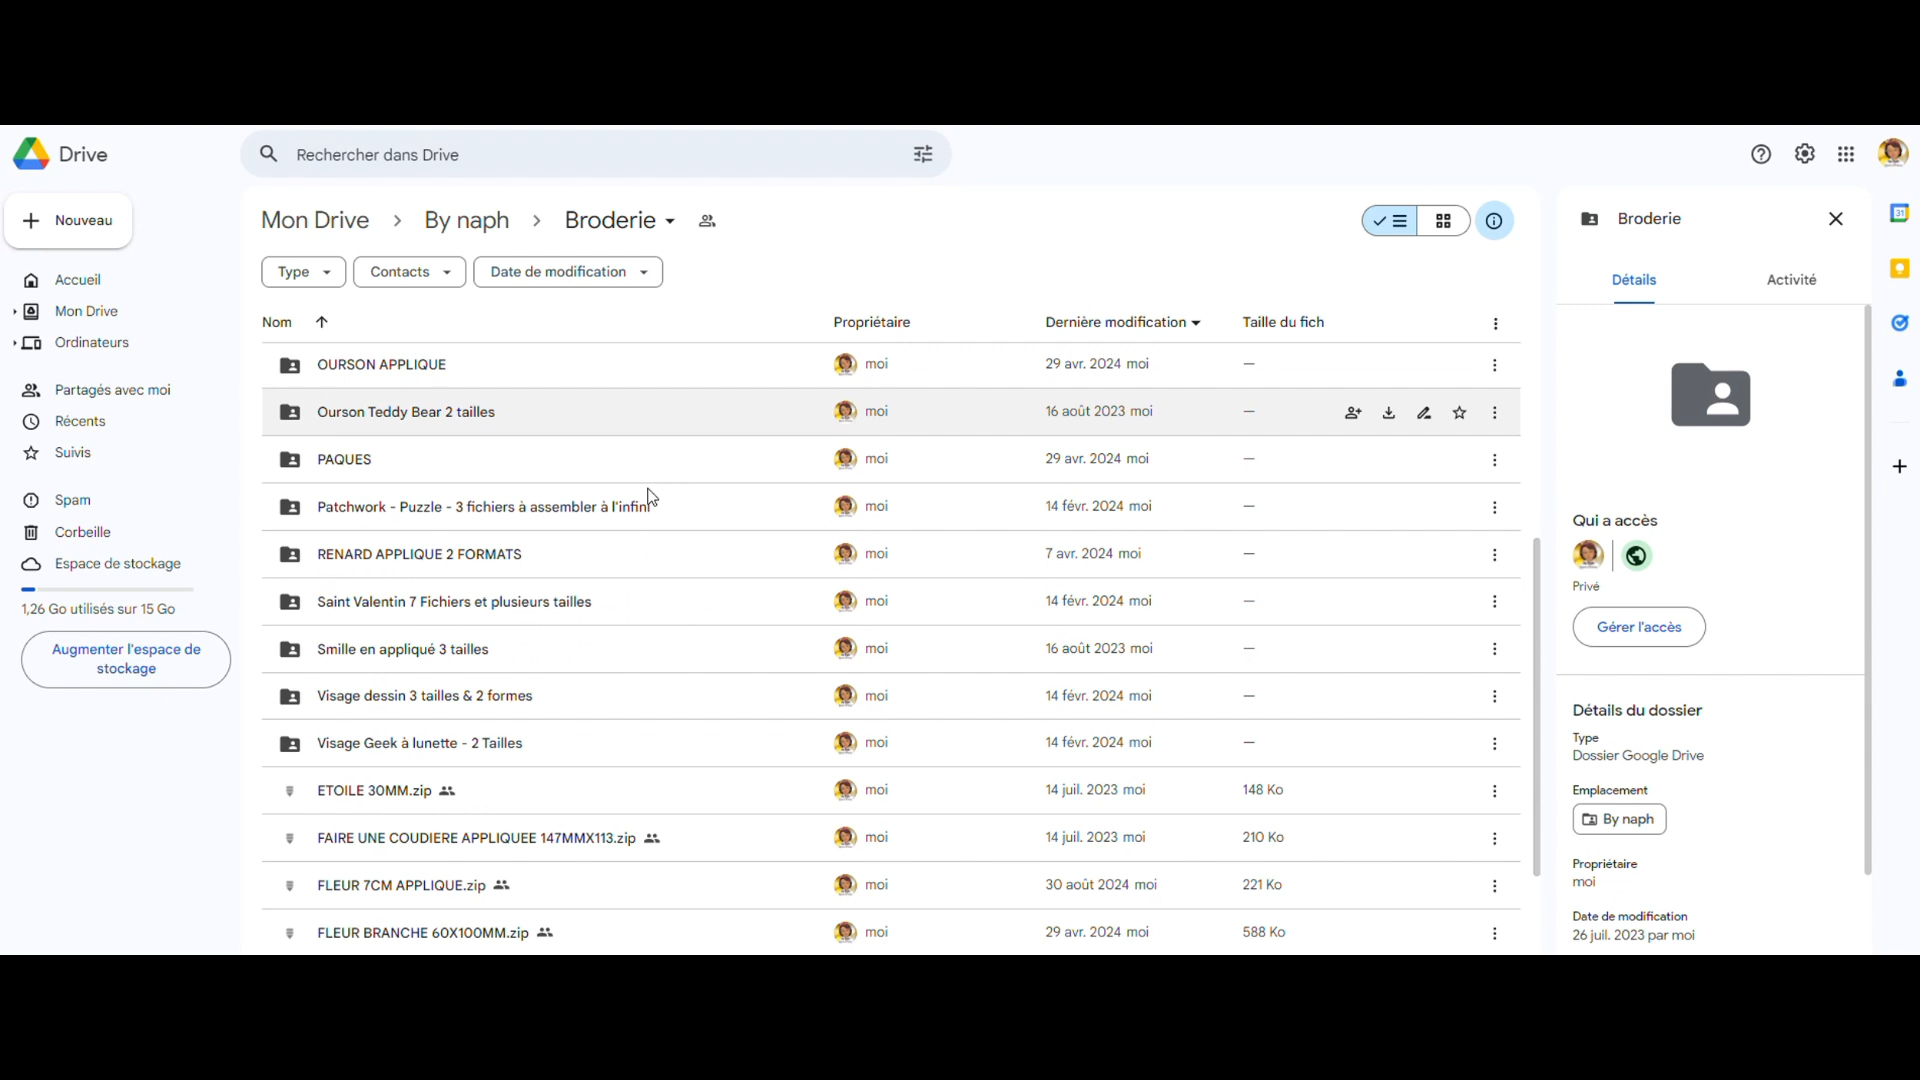 Drive
Rechercher dans Drive
Nouveau
Mon Drive > By naph > Broderie
Broderie
Type
Contacts
Date de modification
Détails
Activité
Accueil
Mon Drive
Ordinateurs
Partagés avec moi
Récents
Suivis
Spam
Corbeille
Espace de stockage
1,26 Go utilisés sur 15 Go
Augmenter l'espace de
stockage
Nom Propriétaire Dernière modification Taille du fich
OURSON APPLIQUE moi 29 avr. 2024 moi —
Ourson Teddy Bear 2 tailles moi 16 août 2023 moi —
PAQUES moi 29 avr. 2024 moi —
Patchwork - Puzzle - 3 fichiers à assembler à l'infini moi 14 févr. 2024 moi —
RENARD APPLIQUE 2 FORMATS moi 7 avr. 2024 moi —
Saint Valentin 7 Fichiers et plusieurs tailles moi 14 févr. 2024 moi —
Smille en appliqué 3 tailles moi 16 août 2023 moi —
Visage dessin 3 tailles & 2 formes moi 14 févr. 2024 moi —
Visage Geek à lunette - 2 Tailles moi 14 févr. 2024 moi —
ETOILE 30MM.zip moi 14 juil. 2023 moi 148 Ko
FAIRE UNE COUDIERE APPLIQUEE 147MMX113.zip moi 14 juil. 2023 moi 210 Ko
FLEUR 7CM APPLIQUE.zip moi 30 août 2024 moi 221 Ko
FLEUR BRANCHE 60X100MM.zip moi 29 avr. 2024 moi 588 Ko
Qui a accès
Privé
Gérer l'accès
Détails du dossier
Type
Dossier Google Drive
Emplacement
By naph
Propriétaire
moi
Date de modification
26 juil. 2023 par moi
31